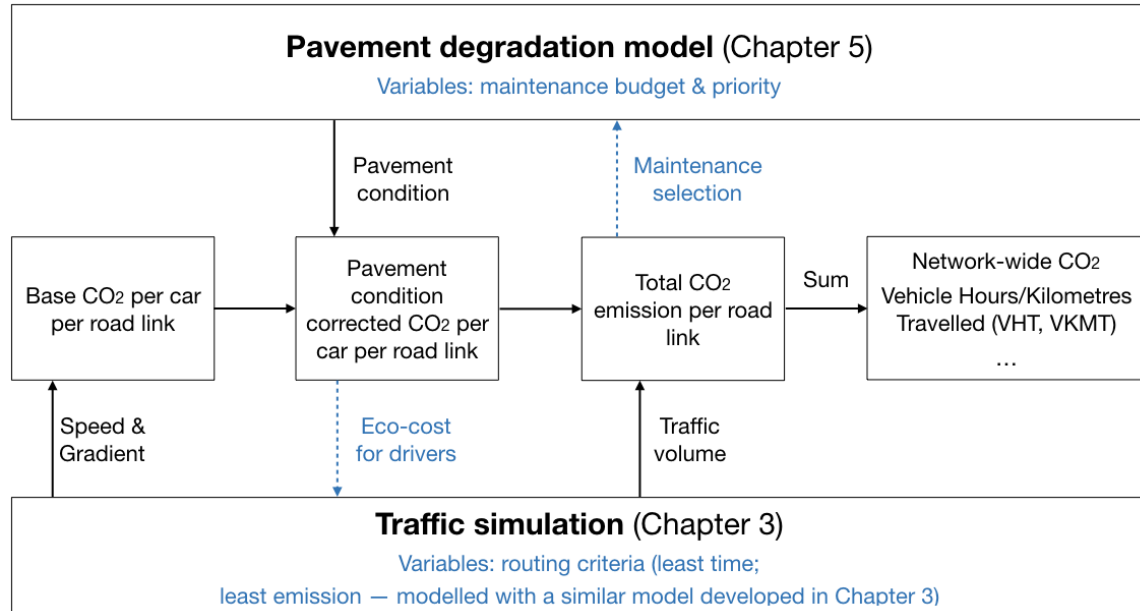 Pavement degradation model (Chapter 5)
Variables: maintenance budget & priority
Pavement
condition
Maintenance
selection
Base CO2 per car
per road link
Pavement
condition
corrected CO2 per
car per road link
Total CO2
emission per road
link
Sum
Network-wide CO2
Vehicle Hours/Kilometres
Travelled (VHT, VKMT)
...
Speed &
Gradient
Eco-cost
for drivers
Traffic
volume
Traffic simulation (Chapter 3)
Variables: routing criteria (least time;
least emission — modelled with a similar model developed in Chapter 3)